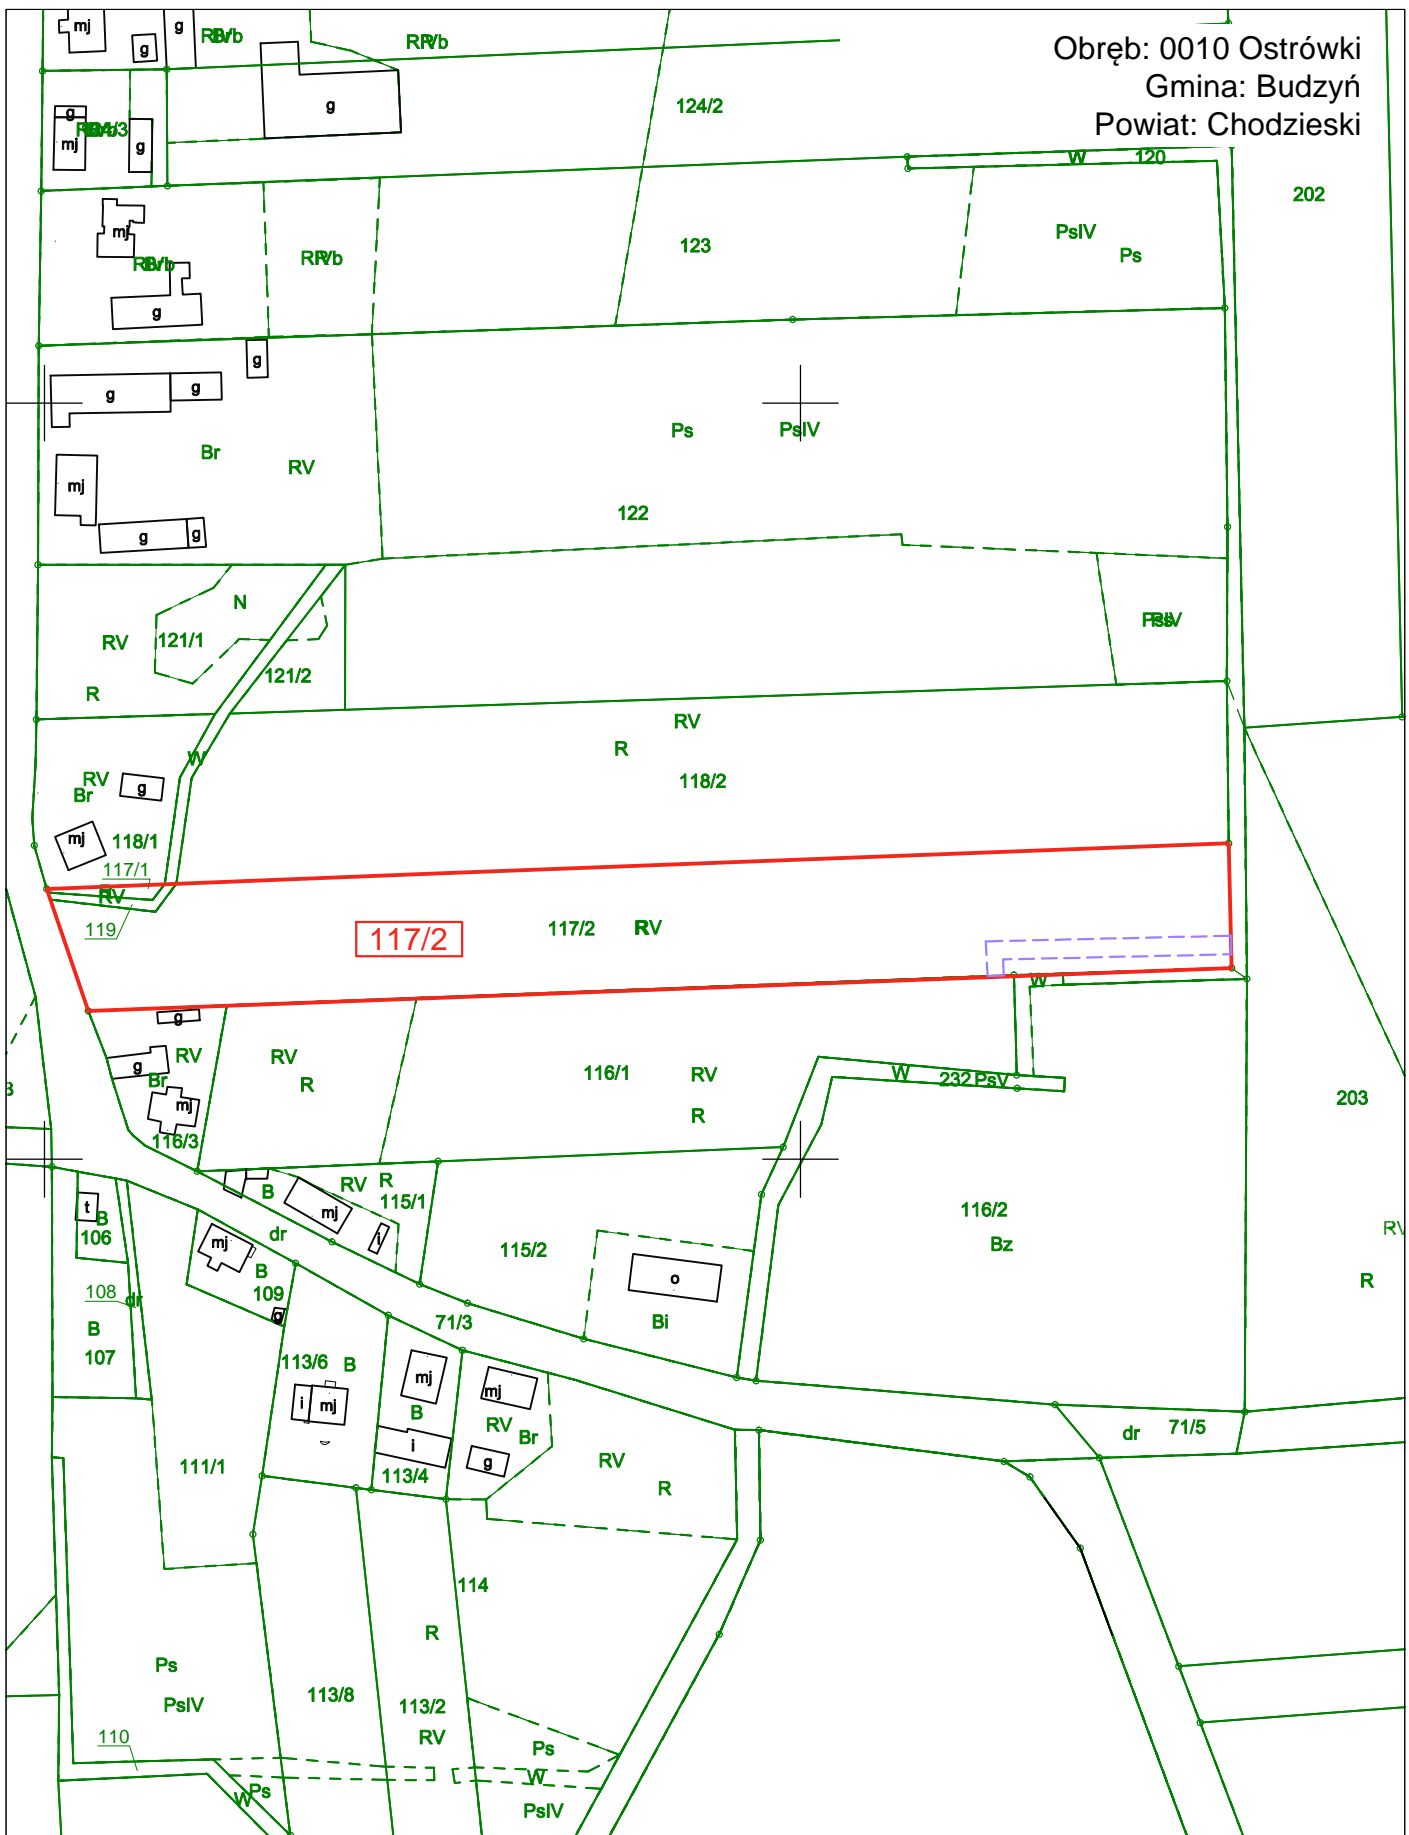 Obręb: 0010 Ostrówki
Gmina: Budzyń
Powiat: Chodzieski
mj
g
g
g
124/2
g
mj
g
W
120
202
mj
g
123
PsIV
Ps
g
g
g
Ps
PsIV
Br
RV
mj
122
g
g
N
RV
121/1
121/2
R
RV
R
W
118/2
RV
Br
g
mj
118/1
117/1
RV
119
117/2
117/2
RV
W
g
RV
g
Br
mj
116/3
RV
R
116/1
RV
R
W
232
PsV
203
B
R
RV
115/1
B
mj
i
dr
115/2
116/2
Bz
R
o
Bi
t
B
106
mj
B
109
g
108
dr
B
107
71/3
113/6
B
i
mj
mj
B
i
113/4
mj
RV
Br
g
RV
R
dr
71/5
111/1
114
R
Ps
PsIV
113/8
113/2
RV
110
Ps
W
Ps
W
PsIV